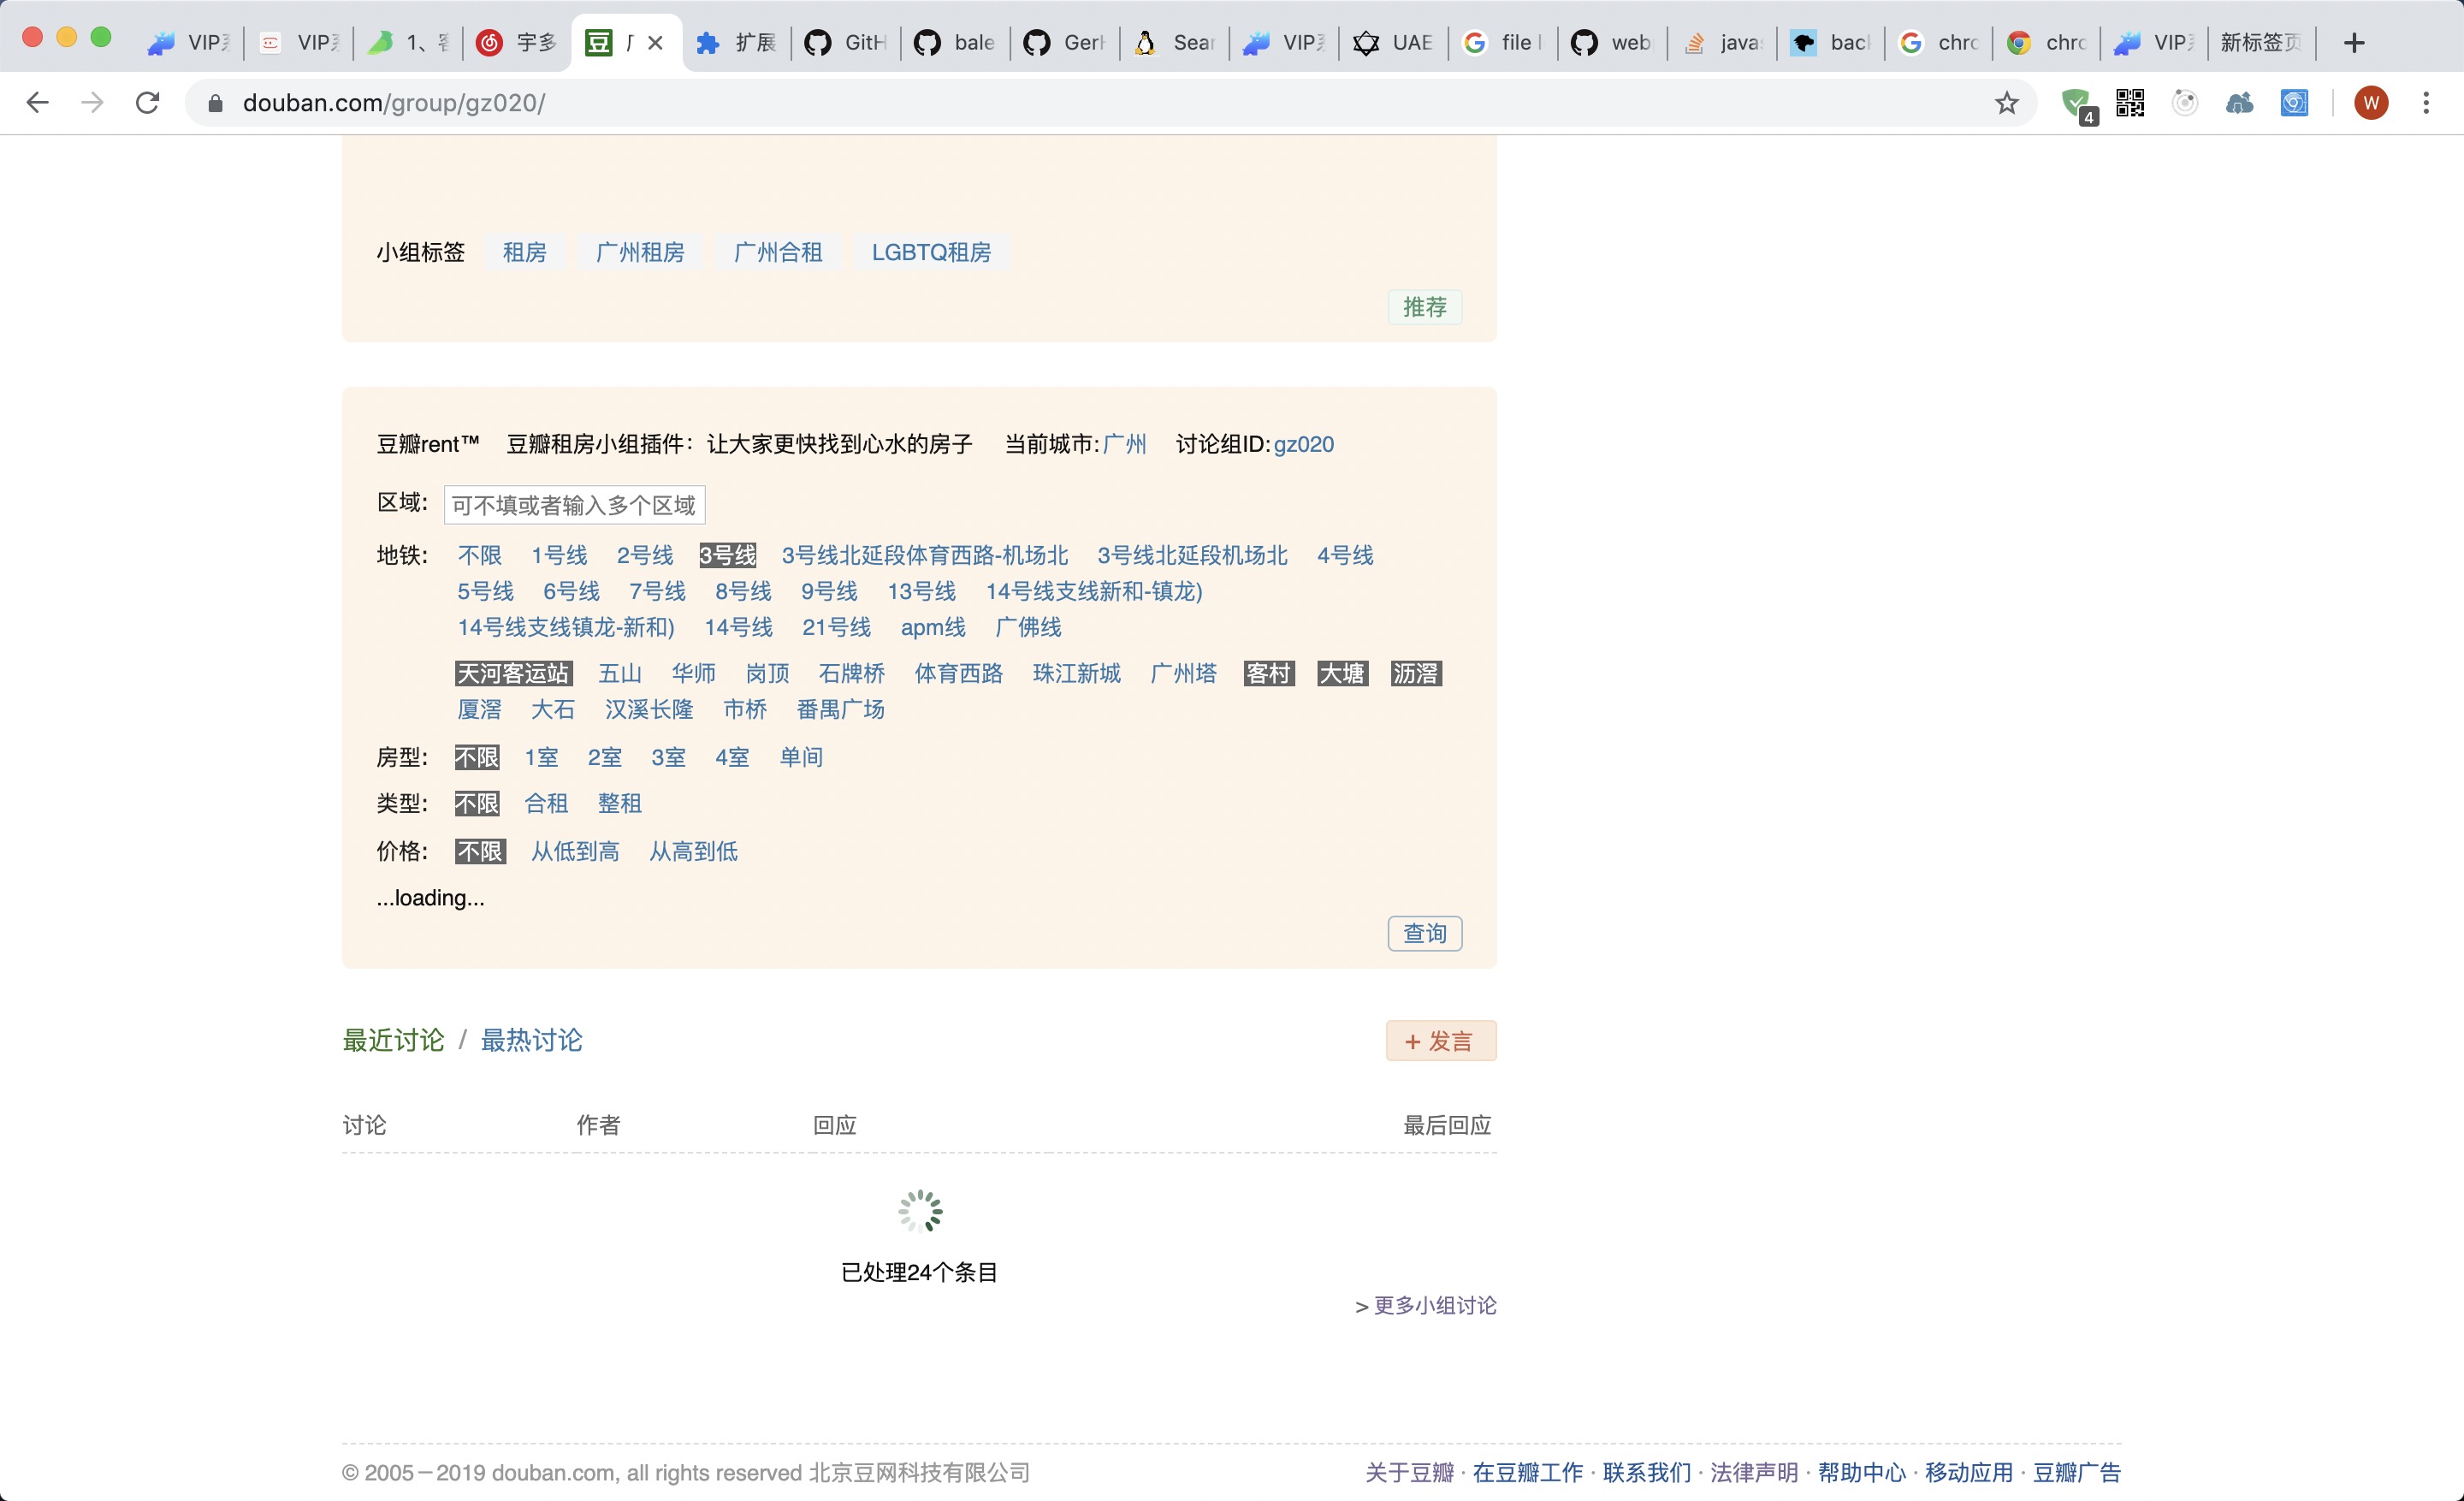 VIP
VIP
1、
宇多
扩展
GitH
bale
Ger
Sear
VIP
UAE
file
web
java
bac
chro
chro
VIP
新标签页
douban.com/group/gz020/
4
W
小组标签 租房 广州租房 广州合租 LGBTQ租房
推荐
豆瓣rent™ 豆瓣租房小组插件：让大家更快找到心水的房子 当前城市:广州 讨论组ID:gz020
区域: 可不填或者输入多个区域
地铁: 不限 1号线 2号线 3号线 3号线北延段体育西路-机场北 3号线北延段机场北 4号线
5号线 6号线 7号线 8号线 9号线 13号线 14号线支线新和-镇龙)
14号线支线镇龙-新和) 14号线 21号线 apm线 广佛线
天河客运站 五山 华师 岗顶 石牌桥 体育西路 珠江新城 广州塔 客村 大塘 沥滘
厦滘 大石 汉溪长隆 市桥 番禺广场
房型: 不限 1室 2室 3室 4室 单间
类型: 不限 合租 整租
价格: 不限 从低到高 从高到低
...loading...
查询
最近讨论 / 最热讨论
+ 发言
讨论 作者 回应 最后回应
已处理24个条目
> 更多小组讨论
© 2005－2019 douban.com, all rights reserved 北京豆网科技有限公司
关于豆瓣 · 在豆瓣工作 · 联系我们 · 法律声明 · 帮助中心 · 移动应用 · 豆瓣广告